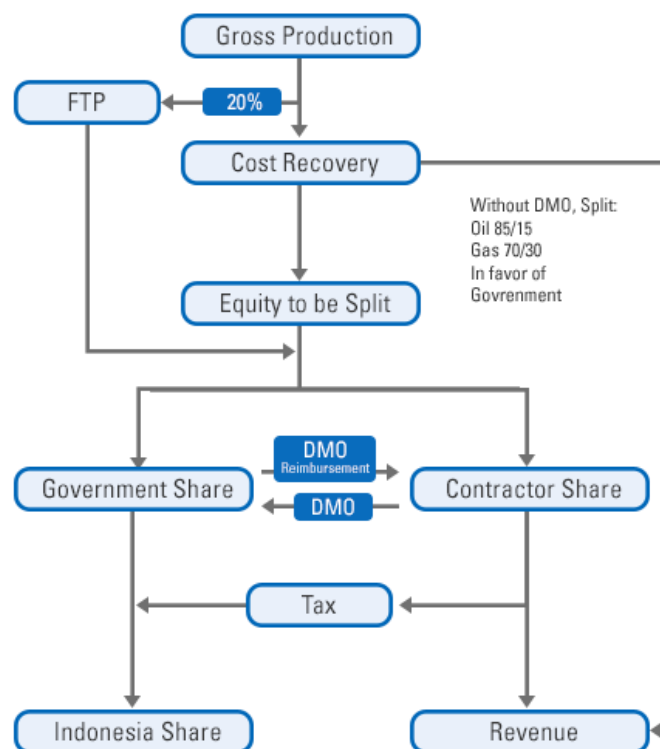 Gross Production
FTP
20%
Cost Recovery
Without DMO, Split:
Oil 85/15
Gas 70/30
In favor of
Govrenment
Equity to be Split
DMO
Reimbursement
Government Share
Contractor Share
DMO
Tax
Indonesia Share
Revenue